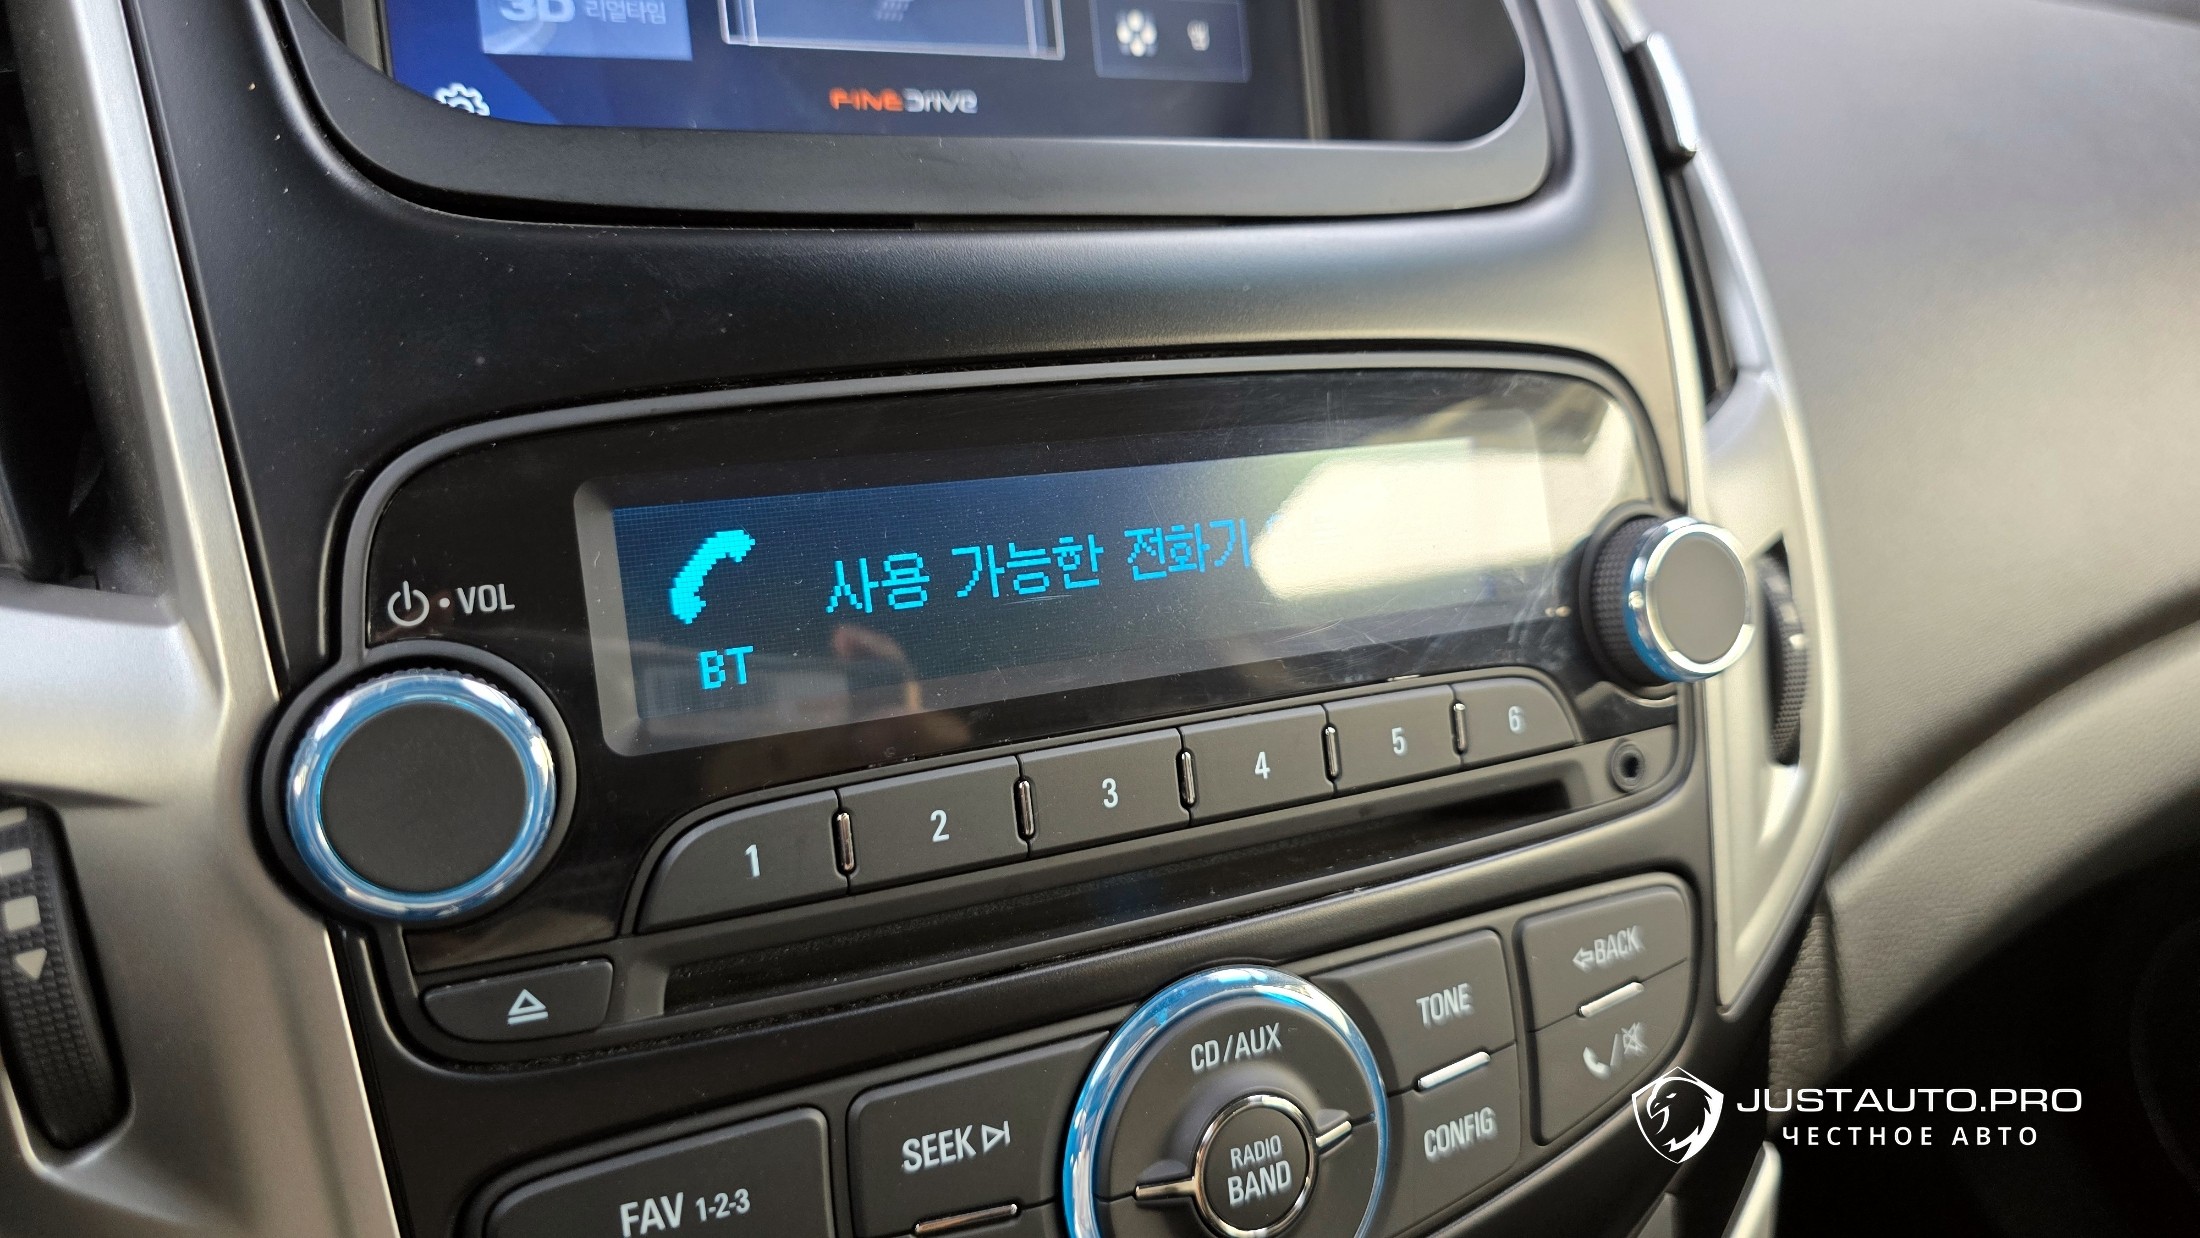 3D 리얼타임
FINEDrive
VOL
사용 가능한 전화기
BT
1 2 3 4 5 6
BACK
TONE
CD/AUX
SEEK
CONFIG
RADIO
BAND
FAV 1-2-3
JUSTAUTO.PRO
ЧЕСТНОЕ АВТО